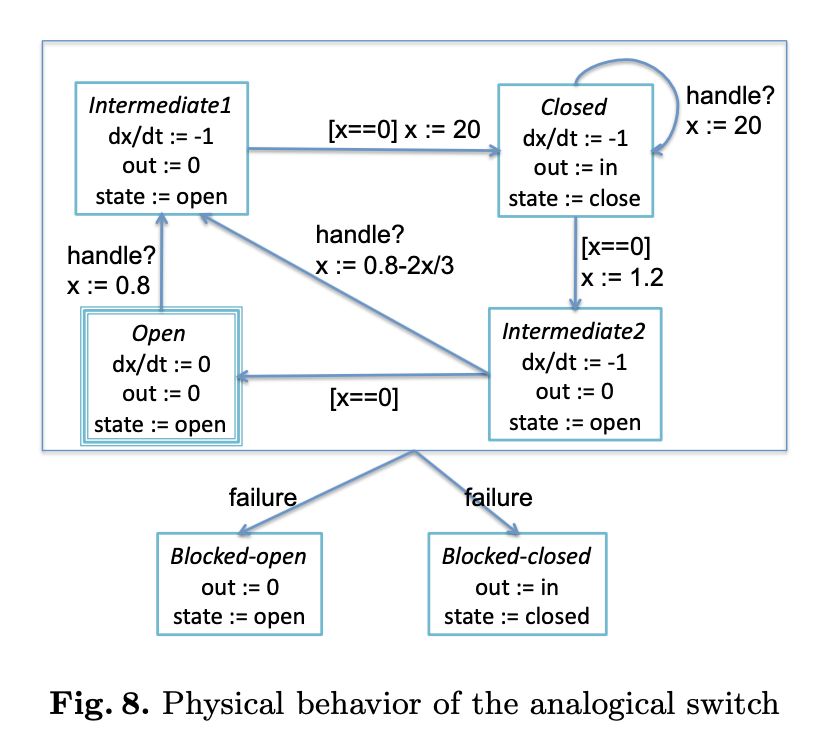 Intermediate1
dx/dt := -1
out := 0
state := open
[x==0] x := 20
Closed
dx/dt := -1
out := in
state := close
handle?
x := 20
handle?
x := 0.8
handle?
x := 0.8-2x/3
[x==0]
x := 1.2
Open
dx/dt := 0
out := 0
state := open
[x==0]
Intermediate2
dx/dt := -1
out := 0
state := open
failure
failure
Blocked-open
out := 0
state := open
Blocked-closed
out := in
state := closed
Fig. 8. Physical behavior of the analogical switch